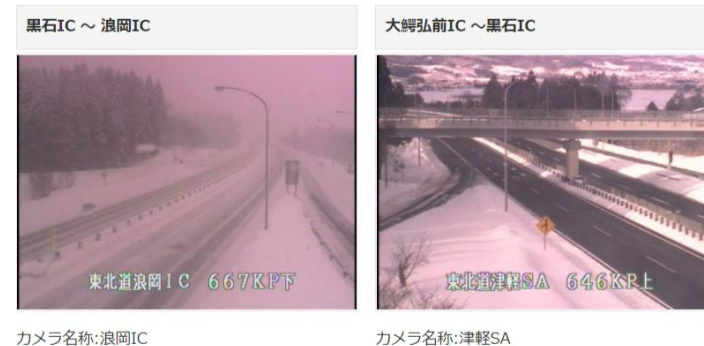 黒石IC ～ 浪岡IC
大鰐弘前IC ～黒石IC
東北道浪岡IC 667KP下
東北道津軽SA 646KP上
カメラ名称:浪岡IC
カメラ名称:津軽SA